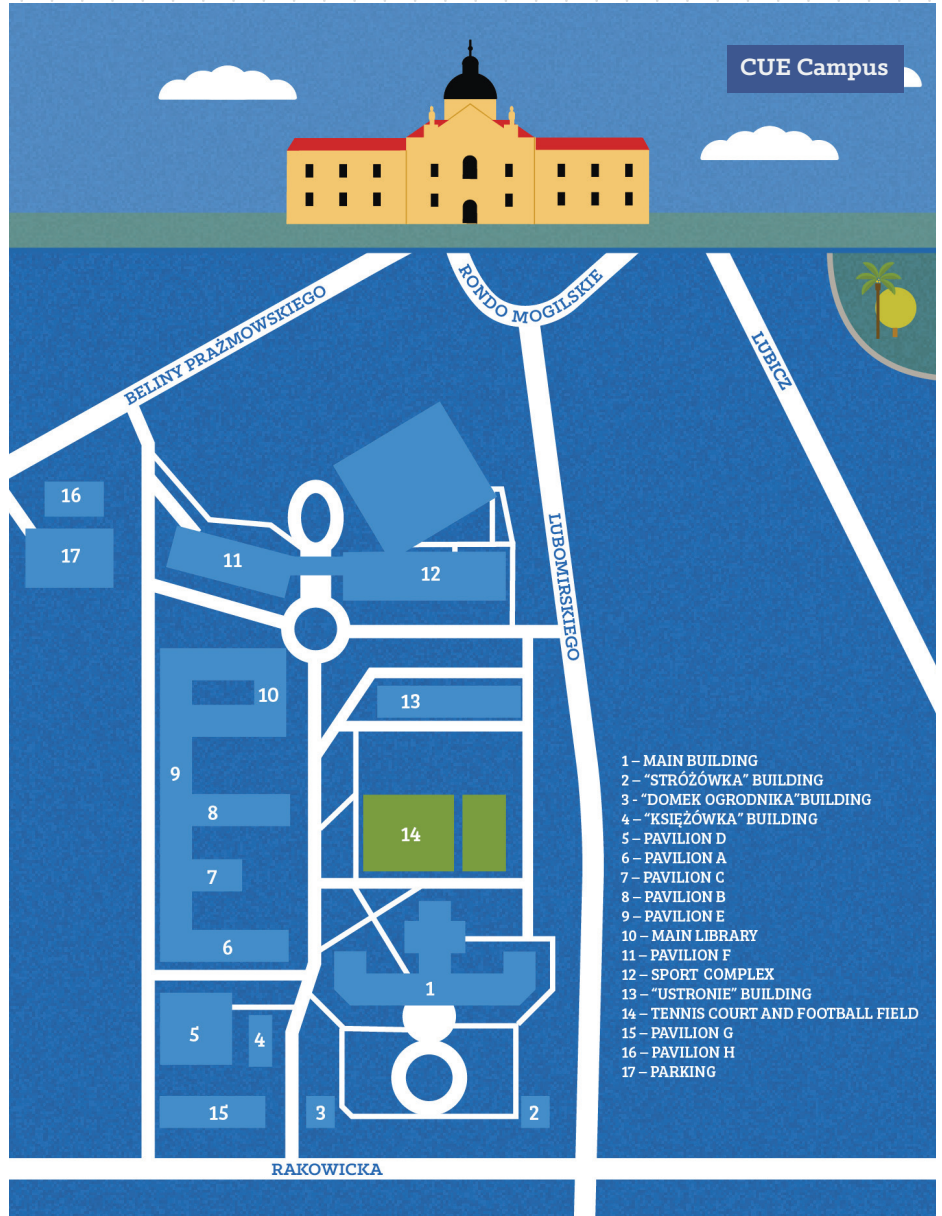 CUE Campus
RONDO MOGILSKIE
BELINY PRAŻMOWSKIEGO
LUBICZ
16
17
11
12
LUBOMIRSKIEGO
10
13
9
8
14
7
6
1
5
4
15
3
2
1 – MAIN BUILDING
2 – "STRÓŻÓWKA" BUILDING
3 - "DOMEK OGRODNIKA"BUILDING
4 – "KSIĘŻÓWKA" BUILDING
5 – PAVILION D
6 – PAVILION A
7 – PAVILION C
8 – PAVILION B
9 – PAVILION E
10 – MAIN LIBRARY
11 – PAVILION F
12 – SPORT COMPLEX
13 – "USTRONIE" BUILDING
14 – TENNIS COURT AND FOOTBALL FIELD
15 – PAVILION G
16 – PAVILION H
17 – PARKING
RAKOWICKA